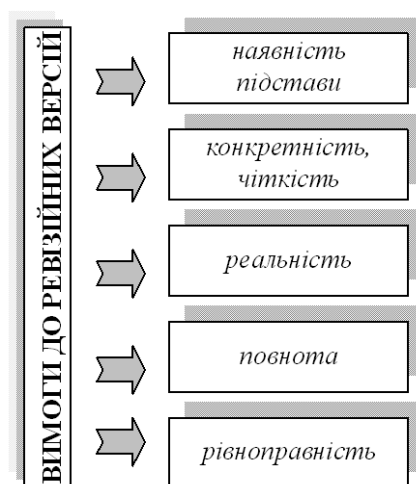 ВИМОГИ ДО РЕВІЗІЙНИХ ВЕРСІЙ
наявність
підстави
конкретність,
чіткість
реальність
повнота
рівноправність